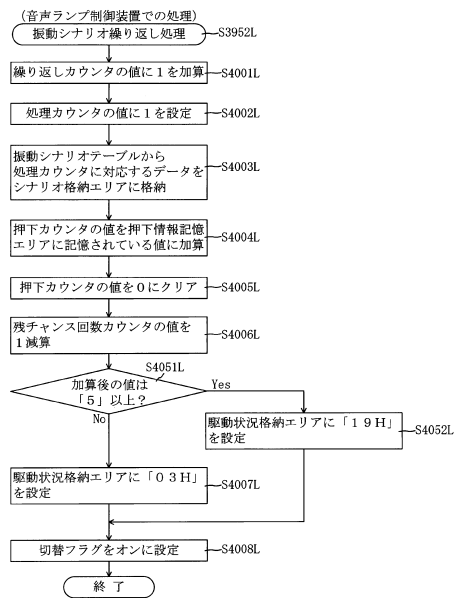 (音声ランプ制御装置での処理)
振動シナリオ繰り返し処理
S3952L
繰り返しカウンタの値に1を加算
S4001L
処理カウンタの値に1を設定
S4002L
振動シナリオテーブルから
処理カウンタに対応するデータを
シナリオ格納エリアに格納
S4003L
押下カウンタの値を押下情報記憶
エリアに記憶されている値に加算
S4004L
押下カウンタの値を0にクリア
S4005L
残チャンス回数カウンタの値を
1減算
S4006L
S4051L
加算後の値は
「5」以上?
Yes
No
駆動状況格納エリアに「19H」
を設定
S4052L
駆動状況格納エリアに「03H」
を設定
S4007L
切替フラグをオンに設定
S4008L
終了